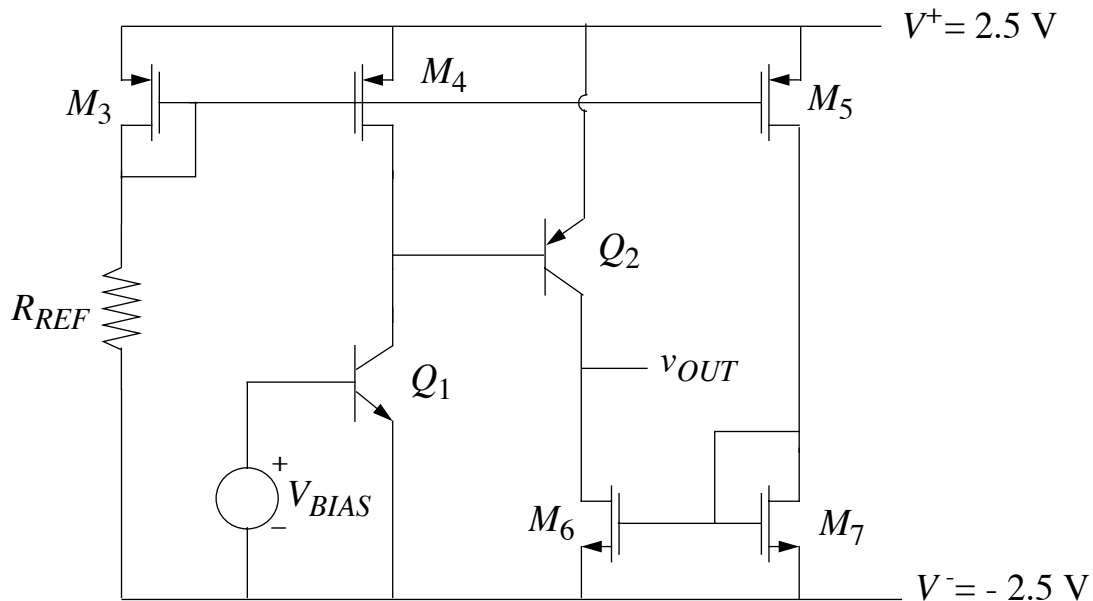 V⁺= 2.5 V
M₃
M₄
M₅
Q₂
R_REF
v_OUT
Q₁
+
V_BIAS
–
M₆
M₇
V⁻= - 2.5 V